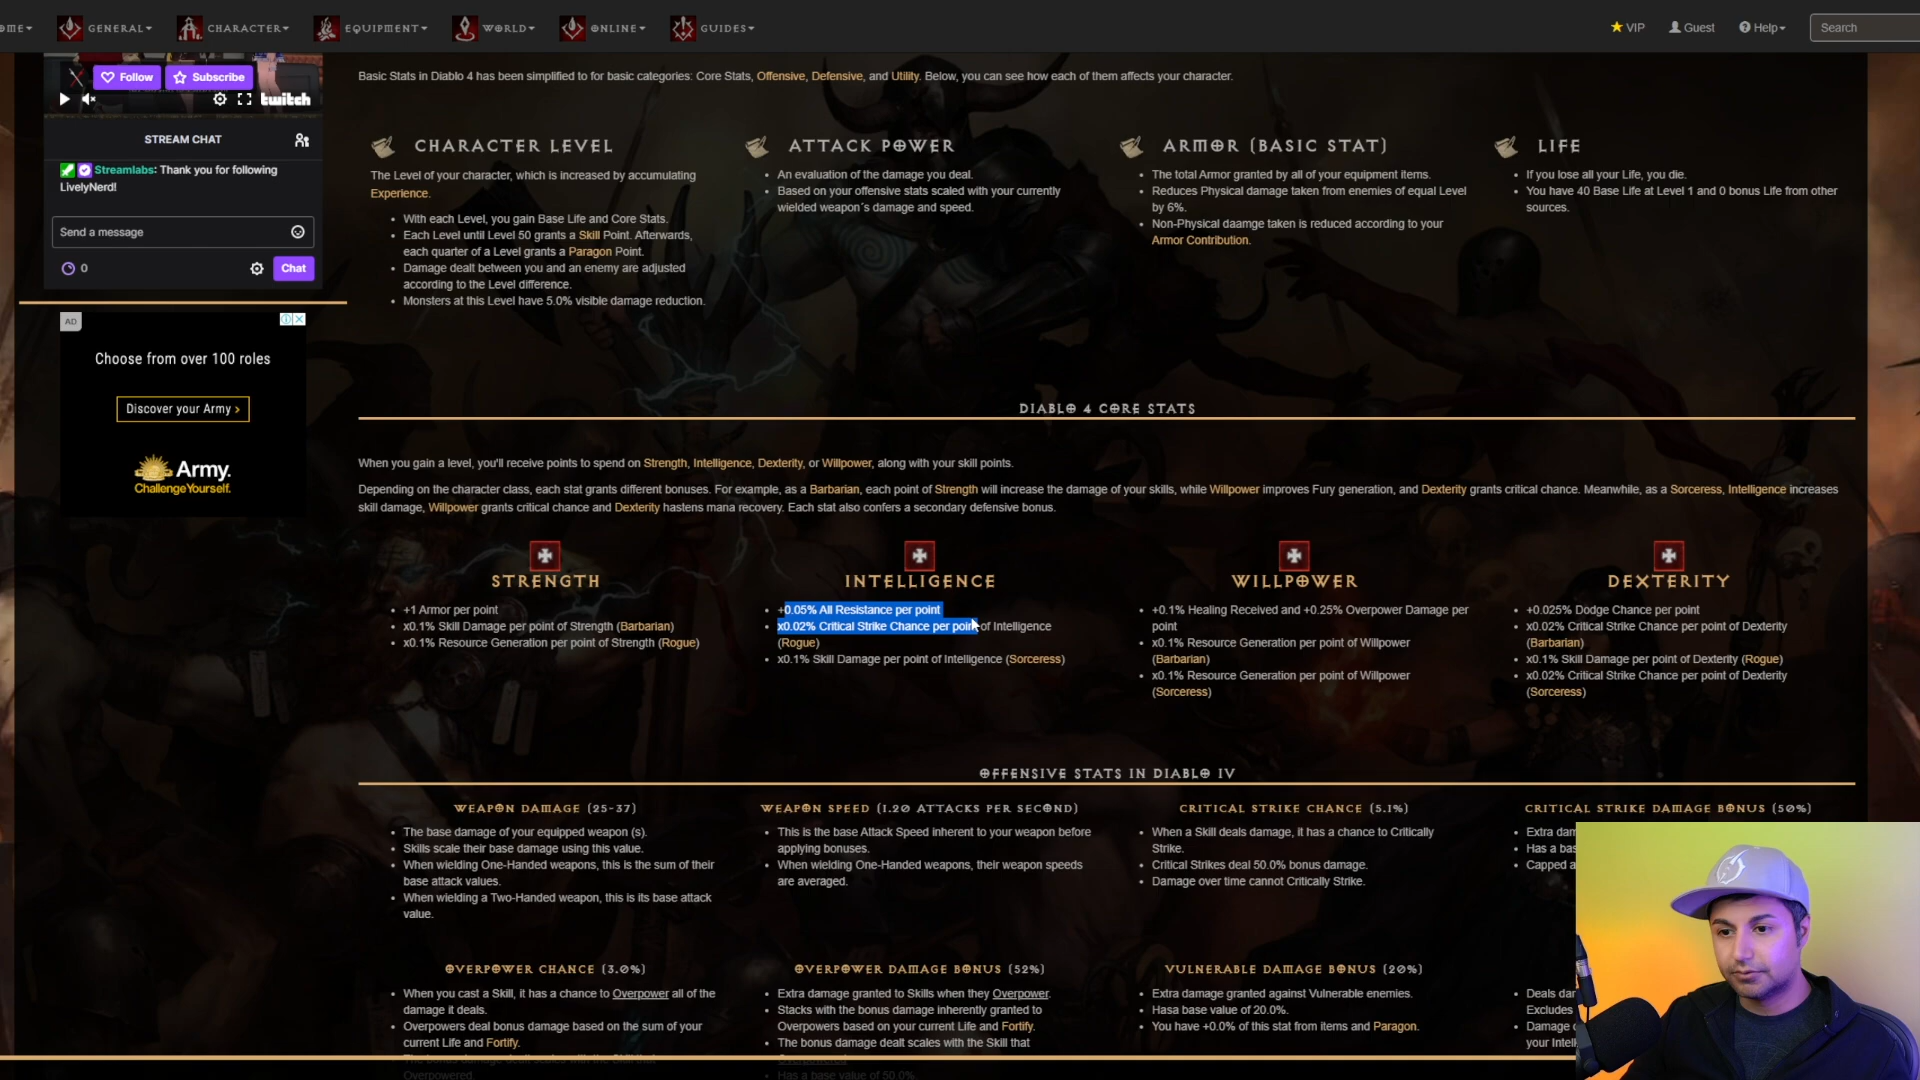 OME
GENERAL
CHARACTER
EQUIPMENT
WORLD
ONLINE
GUIDES
VIP
Guest
Help
Search
Follow
Subscribe
twitch
STREAM CHAT
Streamlabs: Thank you for following
LivelyNerd!
Send a message
0
Chat
AD
Choose from over 100 roles
Discover your Army >
Army.
ChallengeYourself.
Basic Stats in Diablo 4 has been simplified to for basic categories: Core Stats, Offensive, Defensive, and Utility. Below, you can see how each of them affects your character.
CHARACTER LEVEL
The Level of your character, which is increased by accumulating
Experience.
• With each Level, you gain Base Life and Core Stats.
• Each Level until Level 50 grants a Skill Point. Afterwards,
each quarter of a Level grants a Paragon Point.
• Damage dealt between you and an enemy are adjusted
according to the Level difference.
• Monsters at this Level have 5.0% visible damage reduction.
ATTACK POWER
• An evaluation of the damage you deal.
• Based on your offensive stats scaled with your currently
wielded weapon´s damage and speed.
ARMOR (BASIC STAT)
• The total Armor granted by all of your equipment items.
• Reduces Physical damage taken from enemies of equal Level
by 6%.
• Non-Physical daamge taken is reduced according to your
Armor Contribution.
LIFE
• If you lose all your Life, you die.
• You have 40 Base Life at Level 1 and 0 bonus Life from other
sources.
DIABLO 4 CORE STATS
When you gain a level, you'll receive points to spend on Strength, Intelligence, Dexterity, or Willpower, along with your skill points.
Depending on the character class, each stat grants different bonuses. For example, as a Barbarian, each point of Strength will increase the damage of your skills, while Willpower improves Fury generation, and Dexterity grants critical chance. Meanwhile, as a Sorceress, Intelligence increases
skill damage, Willpower grants critical chance and Dexterity hastens mana recovery. Each stat also confers a secondary defensive bonus.
STRENGTH
• +1 Armor per point
• x0.1% Skill Damage per point of Strength (Barbarian)
• x0.1% Resource Generation per point of Strength (Rogue)
INTELLIGENCE
• +0.05% All Resistance per point
• x0.02% Critical Strike Chance per point of Intelligence
(Rogue)
• x0.1% Skill Damage per point of Intelligence (Sorceress)
WILLPOWER
• +0.1% Healing Received and +0.25% Overpower Damage per
point
• x0.1% Resource Generation per point of Willpower
(Barbarian)
• x0.1% Resource Generation per point of Willpower
(Sorceress)
DEXTERITY
• +0.025% Dodge Chance per point
• x0.02% Critical Strike Chance per point of Dexterity
(Barbarian)
• x0.1% Skill Damage per point of Dexterity (Rogue)
• x0.02% Critical Strike Chance per point of Dexterity
(Sorceress)
OFFENSIVE STATS IN DIABLO IV
WEAPON DAMAGE (25-37)
• The base damage of your equipped weapon (s).
• Skills scale their base damage using this value.
• When wielding One-Handed weapons, this is the sum of their
base attack values.
• When wielding a Two-Handed weapon, this is its base attack
value.
WEAPON SPEED (1.20 ATTACKS PER SECOND)
• This is the base Attack Speed inherent to your weapon before
applying bonuses.
• When wielding One-Handed weapons, their weapon speeds
are averaged.
CRITICAL STRIKE CHANCE (5.1%)
• When a Skill deals damage, it has a chance to Critically
Strike.
• Critical Strikes deal 50.0% bonus damage.
• Damage over time cannot Critically Strike.
CRITICAL STRIKE DAMAGE BONUS (50%)
• Extra dam
• Has a bas
• Capped a
OVERPOWER CHANCE (3.0%)
• When you cast a Skill, it has a chance to Overpower all of the
damage it deals.
• Overpowers deal bonus damage based on the sum of your
current Life and Fortify.
Overpowered
OVERPOWER DAMAGE BONUS (52%)
• Extra damage granted to Skills when they Overpower.
• Stacks with the bonus damage inherently granted to
Overpowers based on your current Life and Fortify.
• The bonus damage dealt scales with the Skill that
• Has a base value of 50.0%.
VULNERABLE DAMAGE BONUS (20%)
• Extra damage granted against Vulnerable enemies.
• Hasa base value of 20.0%.
• You have +0.0% of this stat from items and Paragon.
• Deals dar
Excludes
• Damage
your Intell